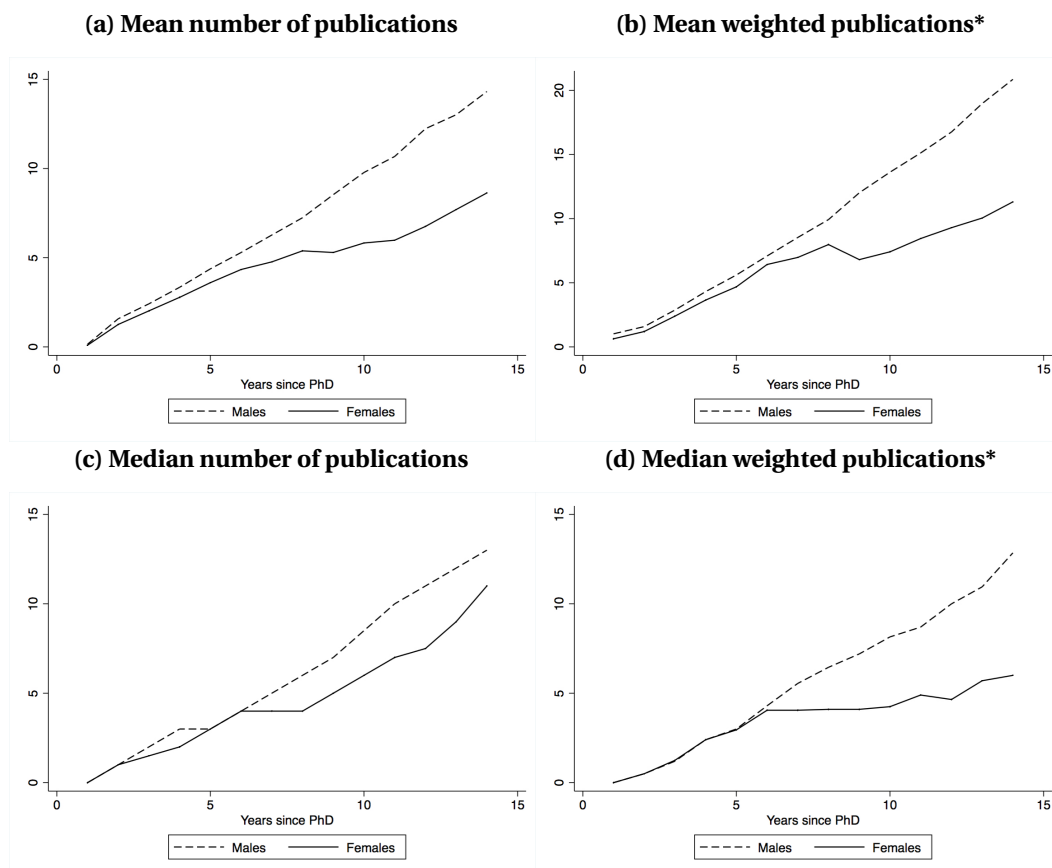 (a) Mean number of publications
15
10
5
0
0 5 10 15
Years since PhD
Males Females
(b) Mean weighted publications*
20
15
10
5
0
0 5 10 15
Years since PhD
Males Females
(c) Median number of publications
15
10
5
0
0 5 10 15
Years since PhD
Males Females
(d) Median weighted publications*
15
10
5
0
0 5 10 15
Years since PhD
Males Females